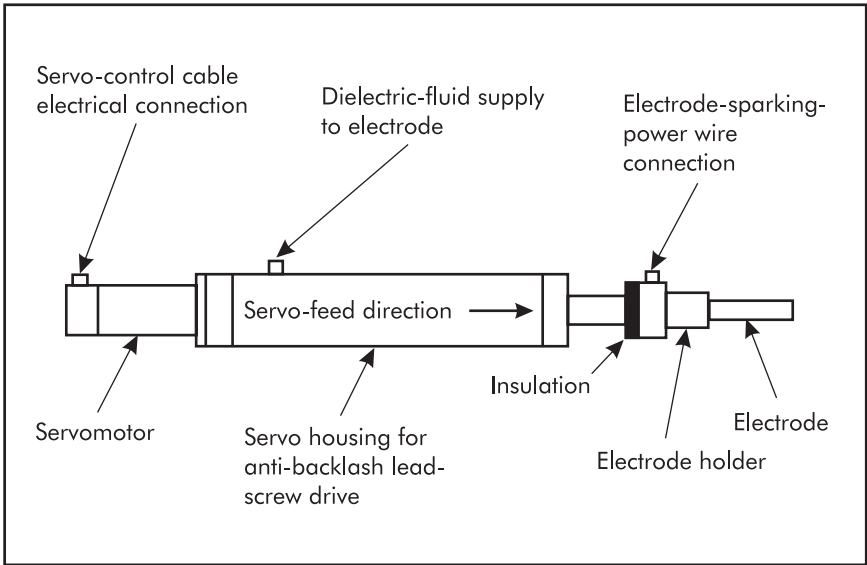 Servo-control cable
electrical connection
Dielectric-fluid supply
to electrode
Electrode-sparking-
power wire
connection
Servo-feed direction
Insulation
Servomotor
Servo housing for
anti-backlash lead-
screw drive
Electrode holder
Electrode